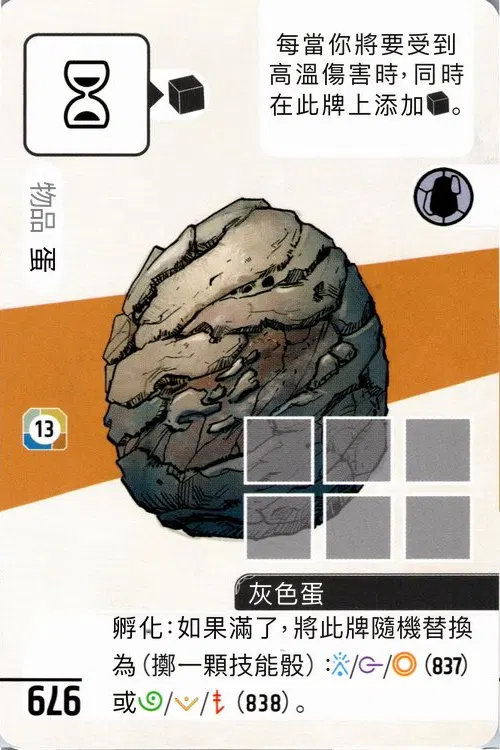 每當你將要受到
高溫傷害時，同時
在此牌上添加。
物品 蛋
13
灰色蛋
孵化：如果滿了，將此牌隨機替換
為（擲一顆技能骰）：//（837）
或//（838）。
979